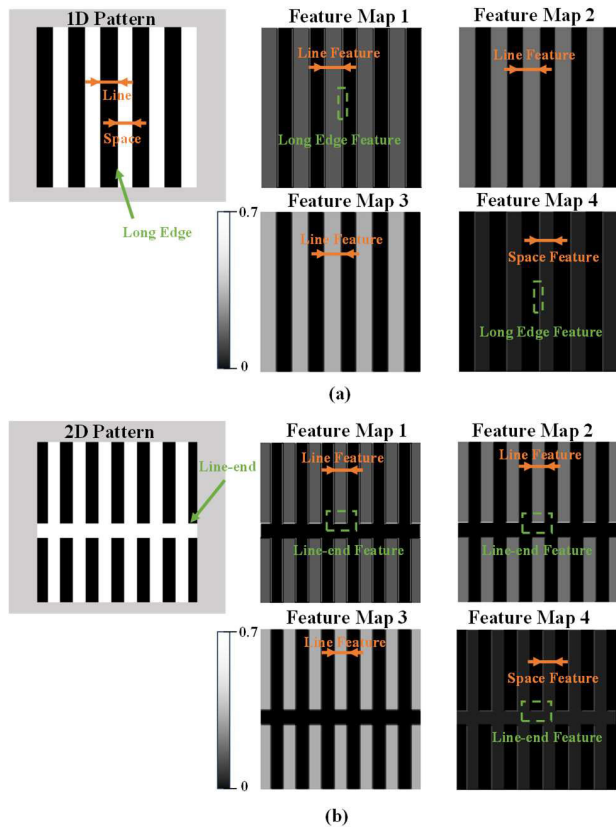 1D Pattern
Line
Space
Long Edge
Feature Map 1
Line Feature
Long Edge Feature
Feature Map 2
Line Feature
0.7
0
Feature Map 3
Line Feature
Feature Map 4
Space Feature
Long Edge Feature
(a)
2D Pattern
Line-end
Feature Map 1
Line Feature
Line-end Feature
Feature Map 2
Line Feature
Line-end Feature
0.7
0
Feature Map 3
Line Feature
Feature Map 4
Space Feature
Line-end Feature
(b)